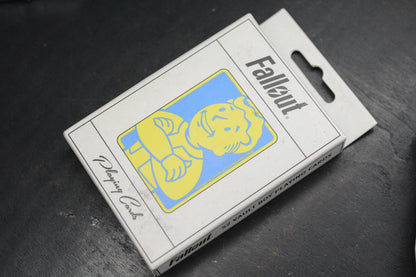 Fallout®
Playing Cards
Fallout
52 VAULT BOY PLAYING CARDS